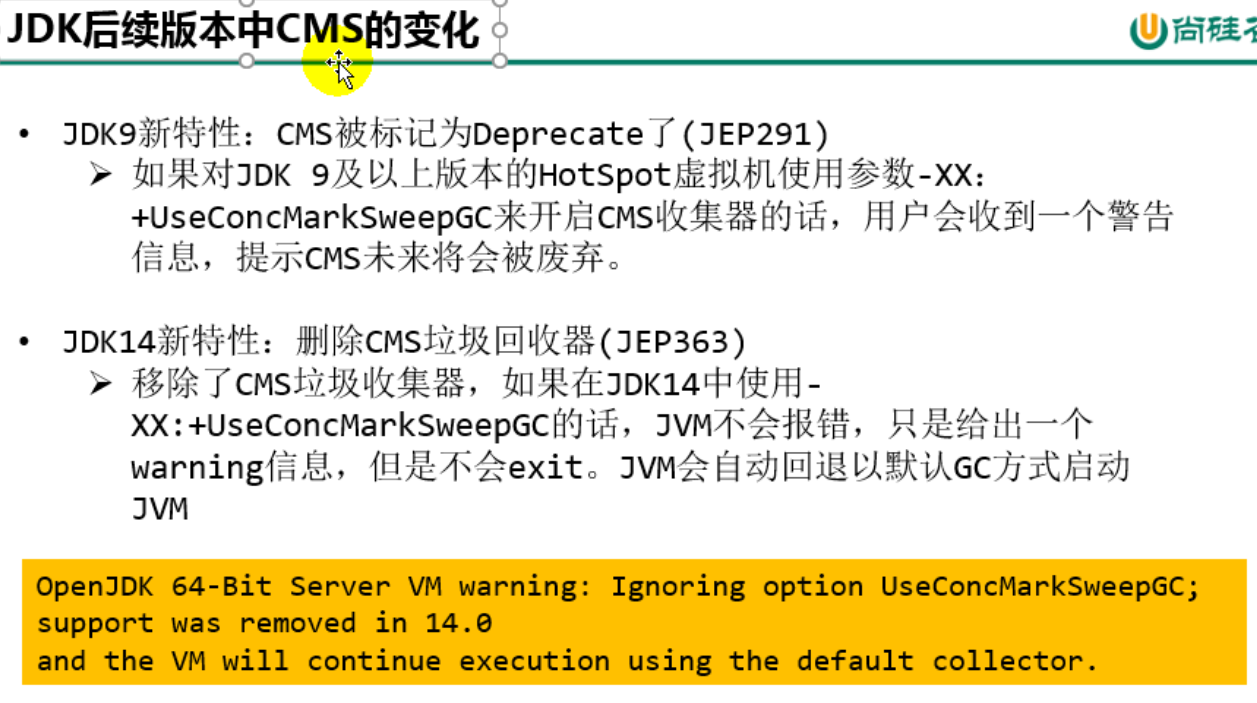 JDK后续版本中CMS的变化
尚硅
• JDK9新特性：CMS被标记为Deprecate了(JEP291)
➢ 如果对JDK 9及以上版本的HotSpot虚拟机使用参数-XX：
+UseConcMarkSweepGC来开启CMS收集器的话，用户会收到一个警告
信息，提示CMS未来将会被废弃。
• JDK14新特性：删除CMS垃圾回收器(JEP363)
➢ 移除了CMS垃圾收集器，如果在JDK14中使用-
XX:+UseConcMarkSweepGC的话，JVM不会报错，只是给出一个
warning信息，但是不会exit。JVM会自动回退以默认GC方式启动
JVM
OpenJDK 64-Bit Server VM warning: Ignoring option UseConcMarkSweepGC;
support was removed in 14.0
and the VM will continue execution using the default collector.